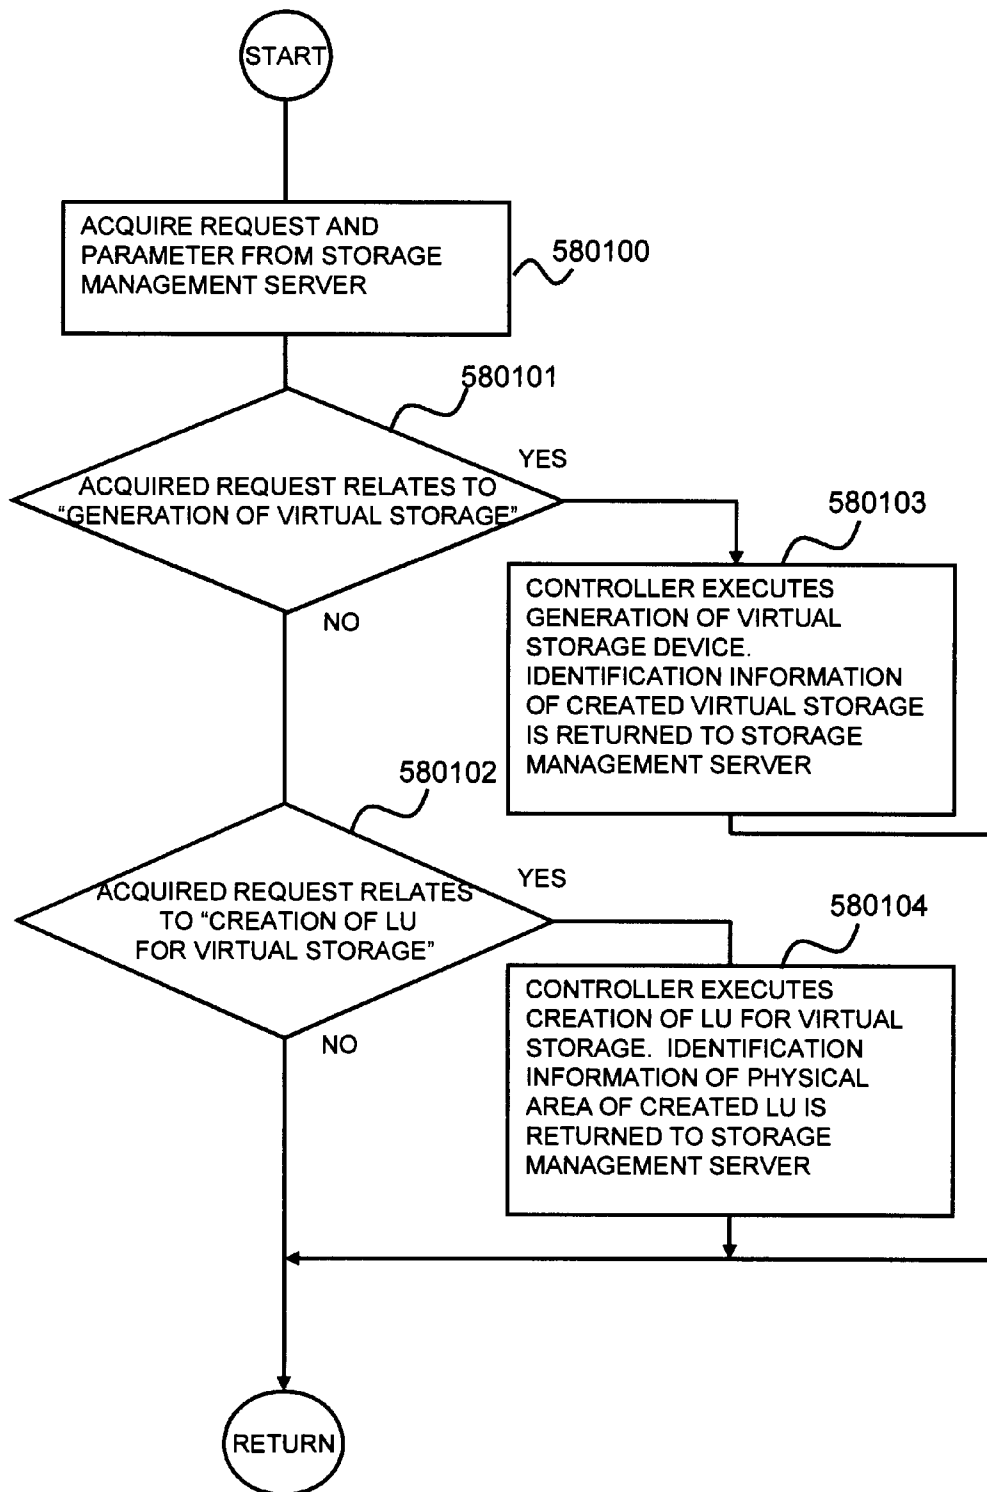 START
ACQUIRE REQUEST AND
PARAMETER FROM STORAGE
MANAGEMENT SERVER
580100
580101
YES
ACQUIRED REQUEST RELATES TO
“GENERATION OF VIRTUAL STORAGE”
NO
580103
CONTROLLER EXECUTES
GENERATION OF VIRTUAL
STORAGE DEVICE.
IDENTIFICATION INFORMATION
OF CREATED VIRTUAL STORAGE
IS RETURNED TO STORAGE
MANAGEMENT SERVER
580102
YES
ACQUIRED REQUEST RELATES
TO “CREATION OF LU
FOR VIRTUAL STORAGE”
NO
580104
CONTROLLER EXECUTES
CREATION OF LU FOR VIRTUAL
STORAGE. IDENTIFICATION
INFORMATION OF PHYSICAL
AREA OF CREATED LU IS
RETURNED TO STORAGE
MANAGEMENT SERVER
RETURN